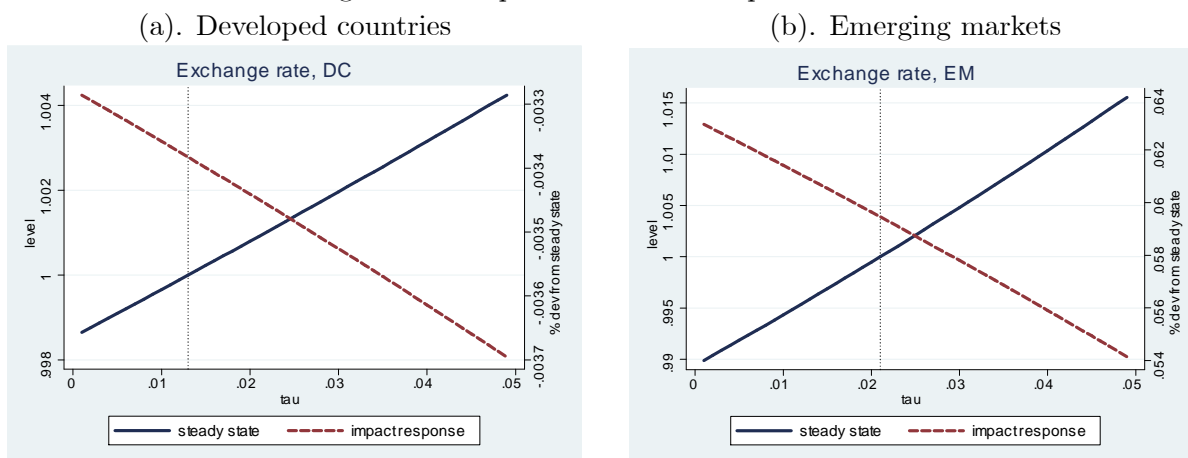 (a). Developed countries
Exchange rate, DC
level
.998
1
1.002
1.004
-.0037
-.0036
-.0035
-.0034
-.0033
% dev from steady state
0
.01
.02
.03
.04
.05
tau
steady state
impact response
(b). Emerging markets
Exchange rate, EM
level
.99
.995
1
1.005
1.01
1.015
.054
.056
.058
.06
.062
.064
% dev from steady state
0
.01
.02
.03
.04
.05
tau
steady state
impact response